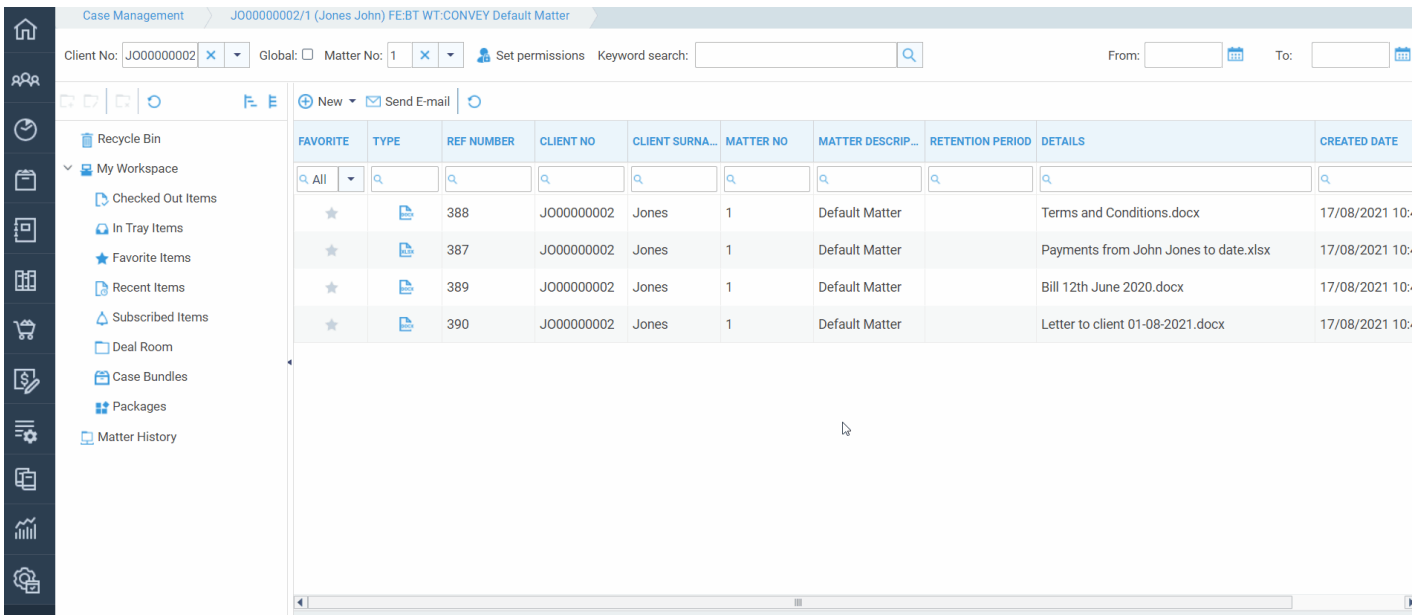 Case Management JO00000002/1 (Jones John) FE:BT WT:CONVEY Default Matter
Client No: JO00000002 Global: Matter No: 1 Set permissions Keyword search: From: To:
New Send E-mail
Recycle Bin
My Workspace
Checked Out Items
In Tray Items
Favorite Items
Recent Items
Subscribed Items
Deal Room
Case Bundles
Packages
Matter History
FAVORITE TYPE REF NUMBER CLIENT NO CLIENT SURNA... MATTER NO MATTER DESCRIP... RETENTION PERIOD DETAILS CREATED DATE
All
388 JO00000002 Jones 1 Default Matter Terms and Conditions.docx 17/08/2021 10:4
387 JO00000002 Jones 1 Default Matter Payments from John Jones to date.xlsx 17/08/2021 10:4
389 JO00000002 Jones 1 Default Matter Bill 12th June 2020.docx 17/08/2021 10:4
390 JO00000002 Jones 1 Default Matter Letter to client 01-08-2021.docx 17/08/2021 10:4